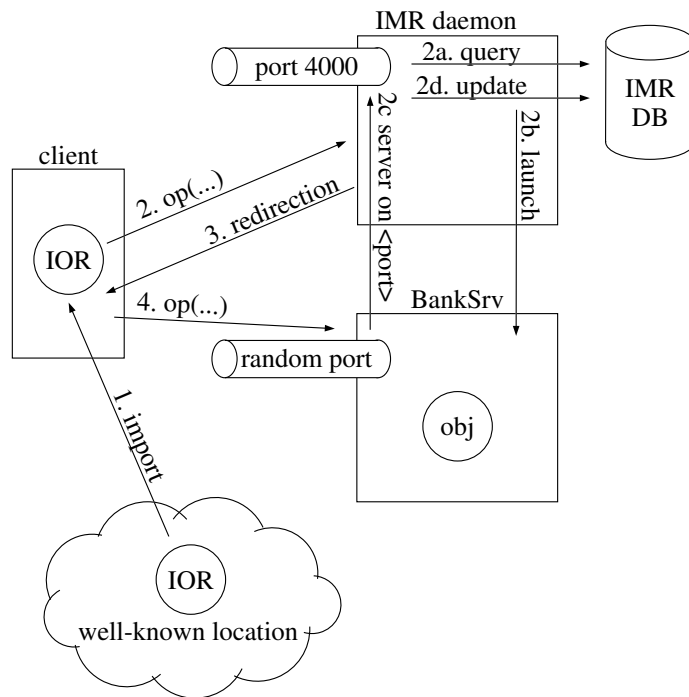 IMR daemon
port 4000
2a. query
2d. update
IMR
DB
2c server on <port>
2b. launch
client
IOR
2. op(...)
3. redirection
4. op(...)
BankSrv
random port
obj
1. import
IOR
well-known location